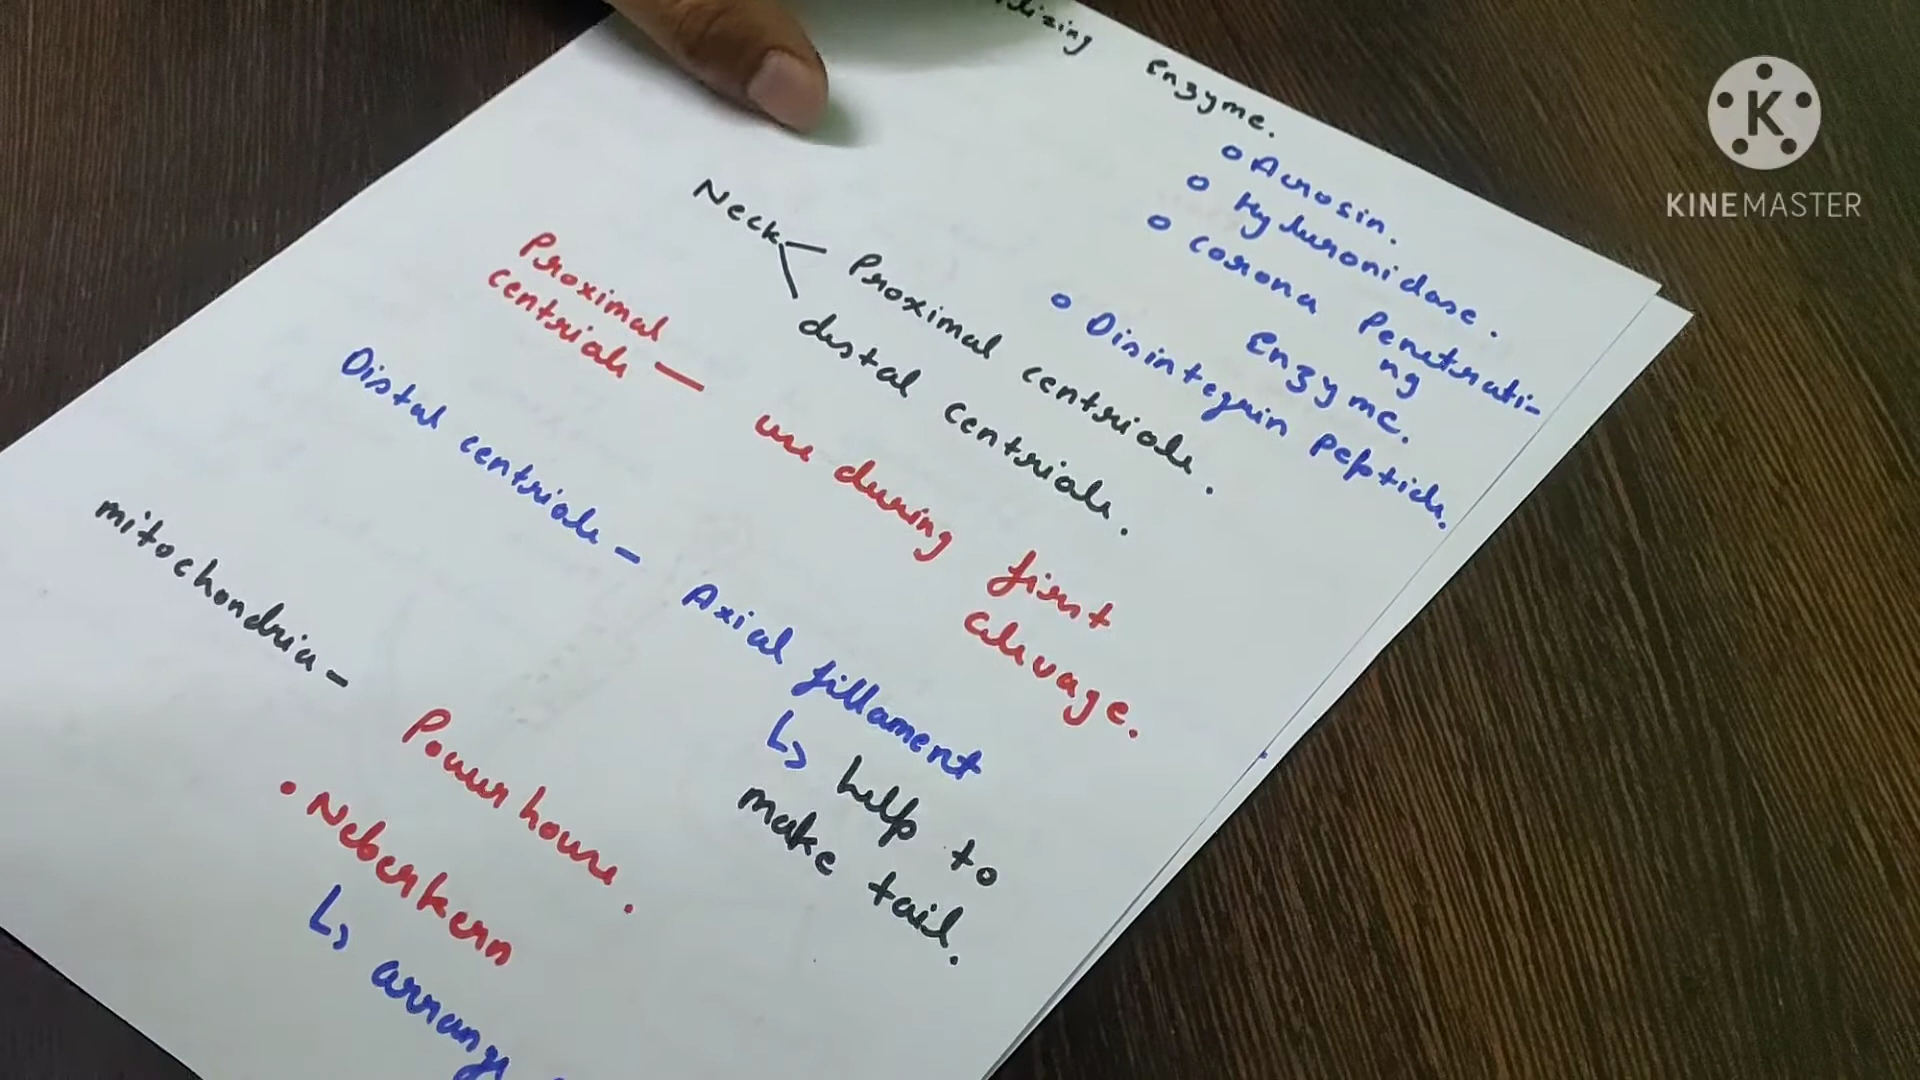 Enzyme.
o Acrosin.
o Hyluronidase.
o Corona Penetrati-
ng
Enzyme.
o Disintegrin Peptide.
Neck
Proximal centriole.
distal centriole.
Proximal
centriole — use during first
cleavage.
Distal centriole - Axial fillament
↳ help to
make tail.
mitochondria -
Power house.
• Nebenkern
↳
K
KINEMASTER